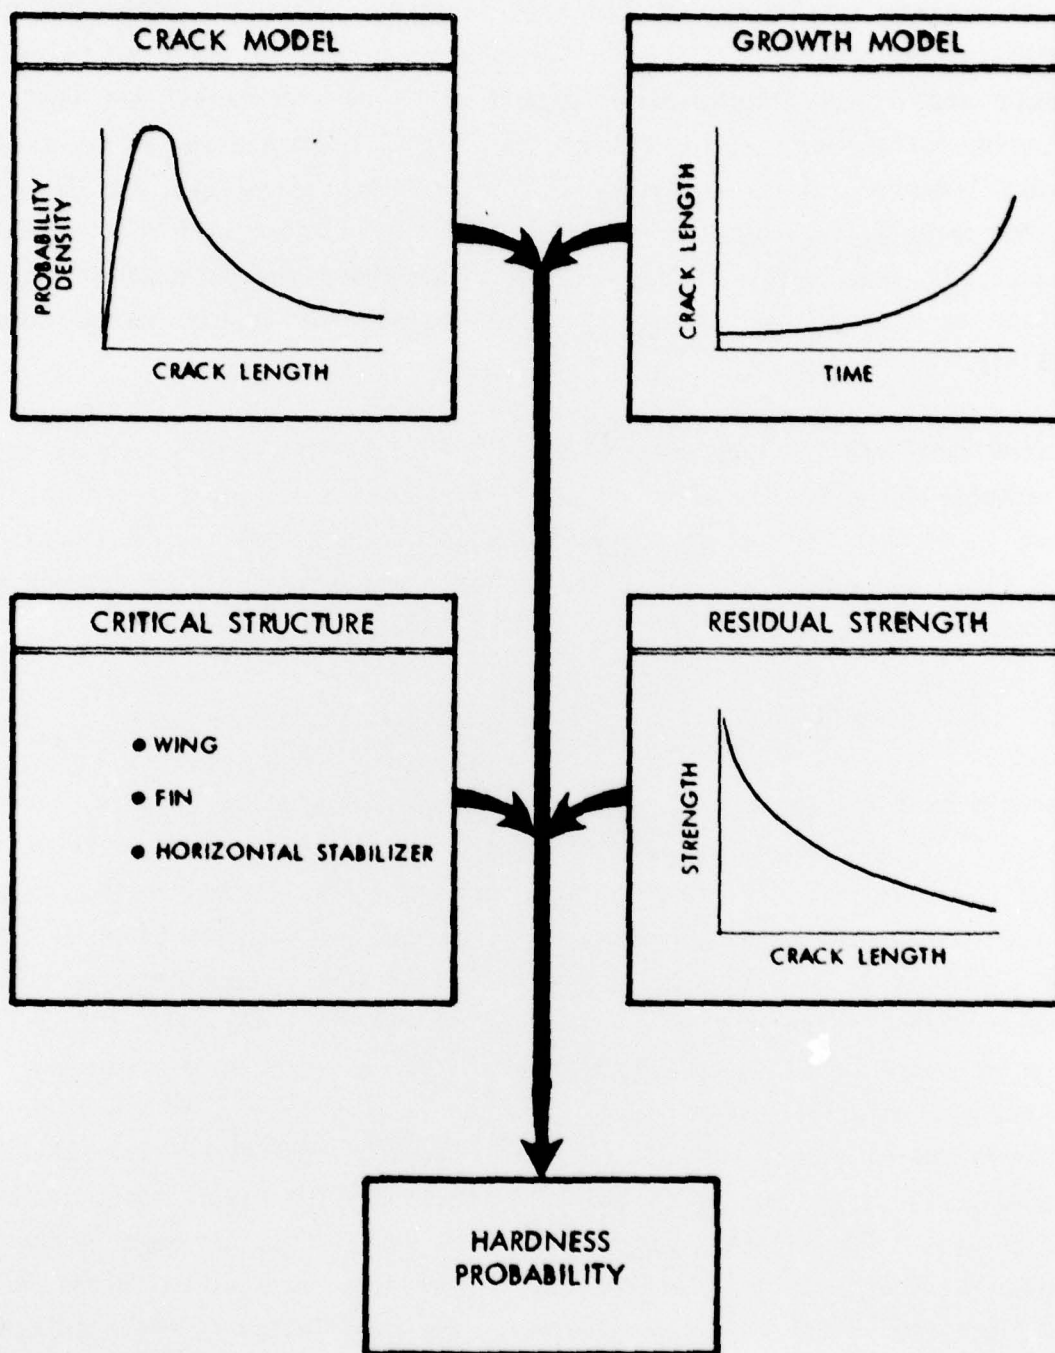 CRACK MODEL
PROBABILITY
DENSITY
CRACK LENGTH
GROWTH MODEL
CRACK LENGTH
TIME
CRITICAL STRUCTURE
• WING
• FIN
• HORIZONTAL STABILIZER
RESIDUAL STRENGTH
STRENGTH
CRACK LENGTH
HARDNESS
PROBABILITY